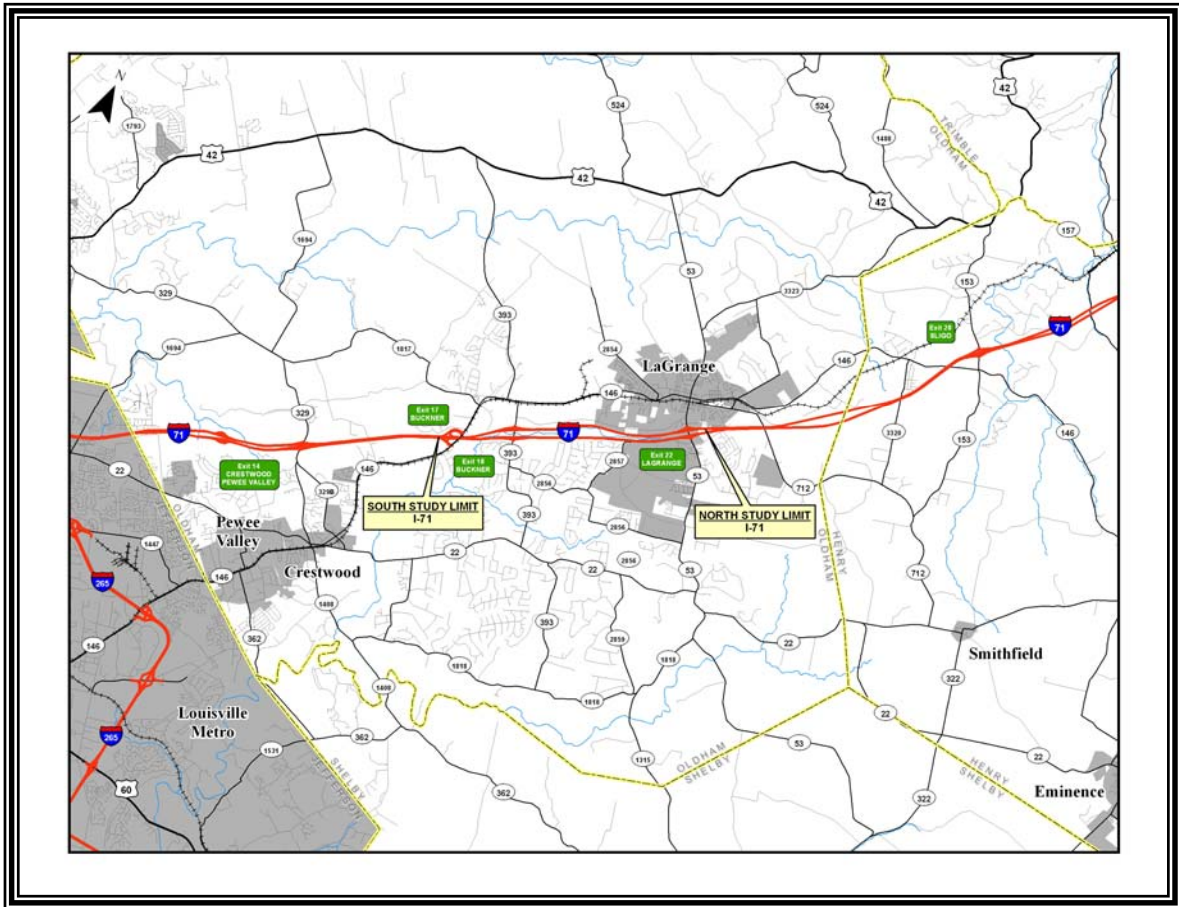 N
1793
524
524
42
1488
TRIMBLE
OLDHAM
42
42
42
157
1694
53
329
3323
153
393
Exit 28
SLIGO
71
1694
1817
2854
LaGrange
146
146
329
Exit 17
BUCKNER
71
71
393
Exit 14
CRESTWOOD
PEWEE VALLEY
Exit 18
BUCKNER
Exit 22
LAGRANGE
3320
153
146
22
146
2857
53
712
2856
SOUTH STUDY LIMIT
I-71
393
NORTH STUDY LIMIT
I-71
OLDHAM
Pewee
Valley
2856
1447
22
2856
HENRY
OLDHAM
Crestwood
22
53
712
265
146
1408
393
2859
22
Smithfield
146
362
1818
1818
322
1408
1818
Louisville
Metro
265
1531
362
22
SHELBY
JEFFERSON
1315
OLDHAM
SHELBY
53
22
HENRY
SHELBY
60
362
322
Eminence